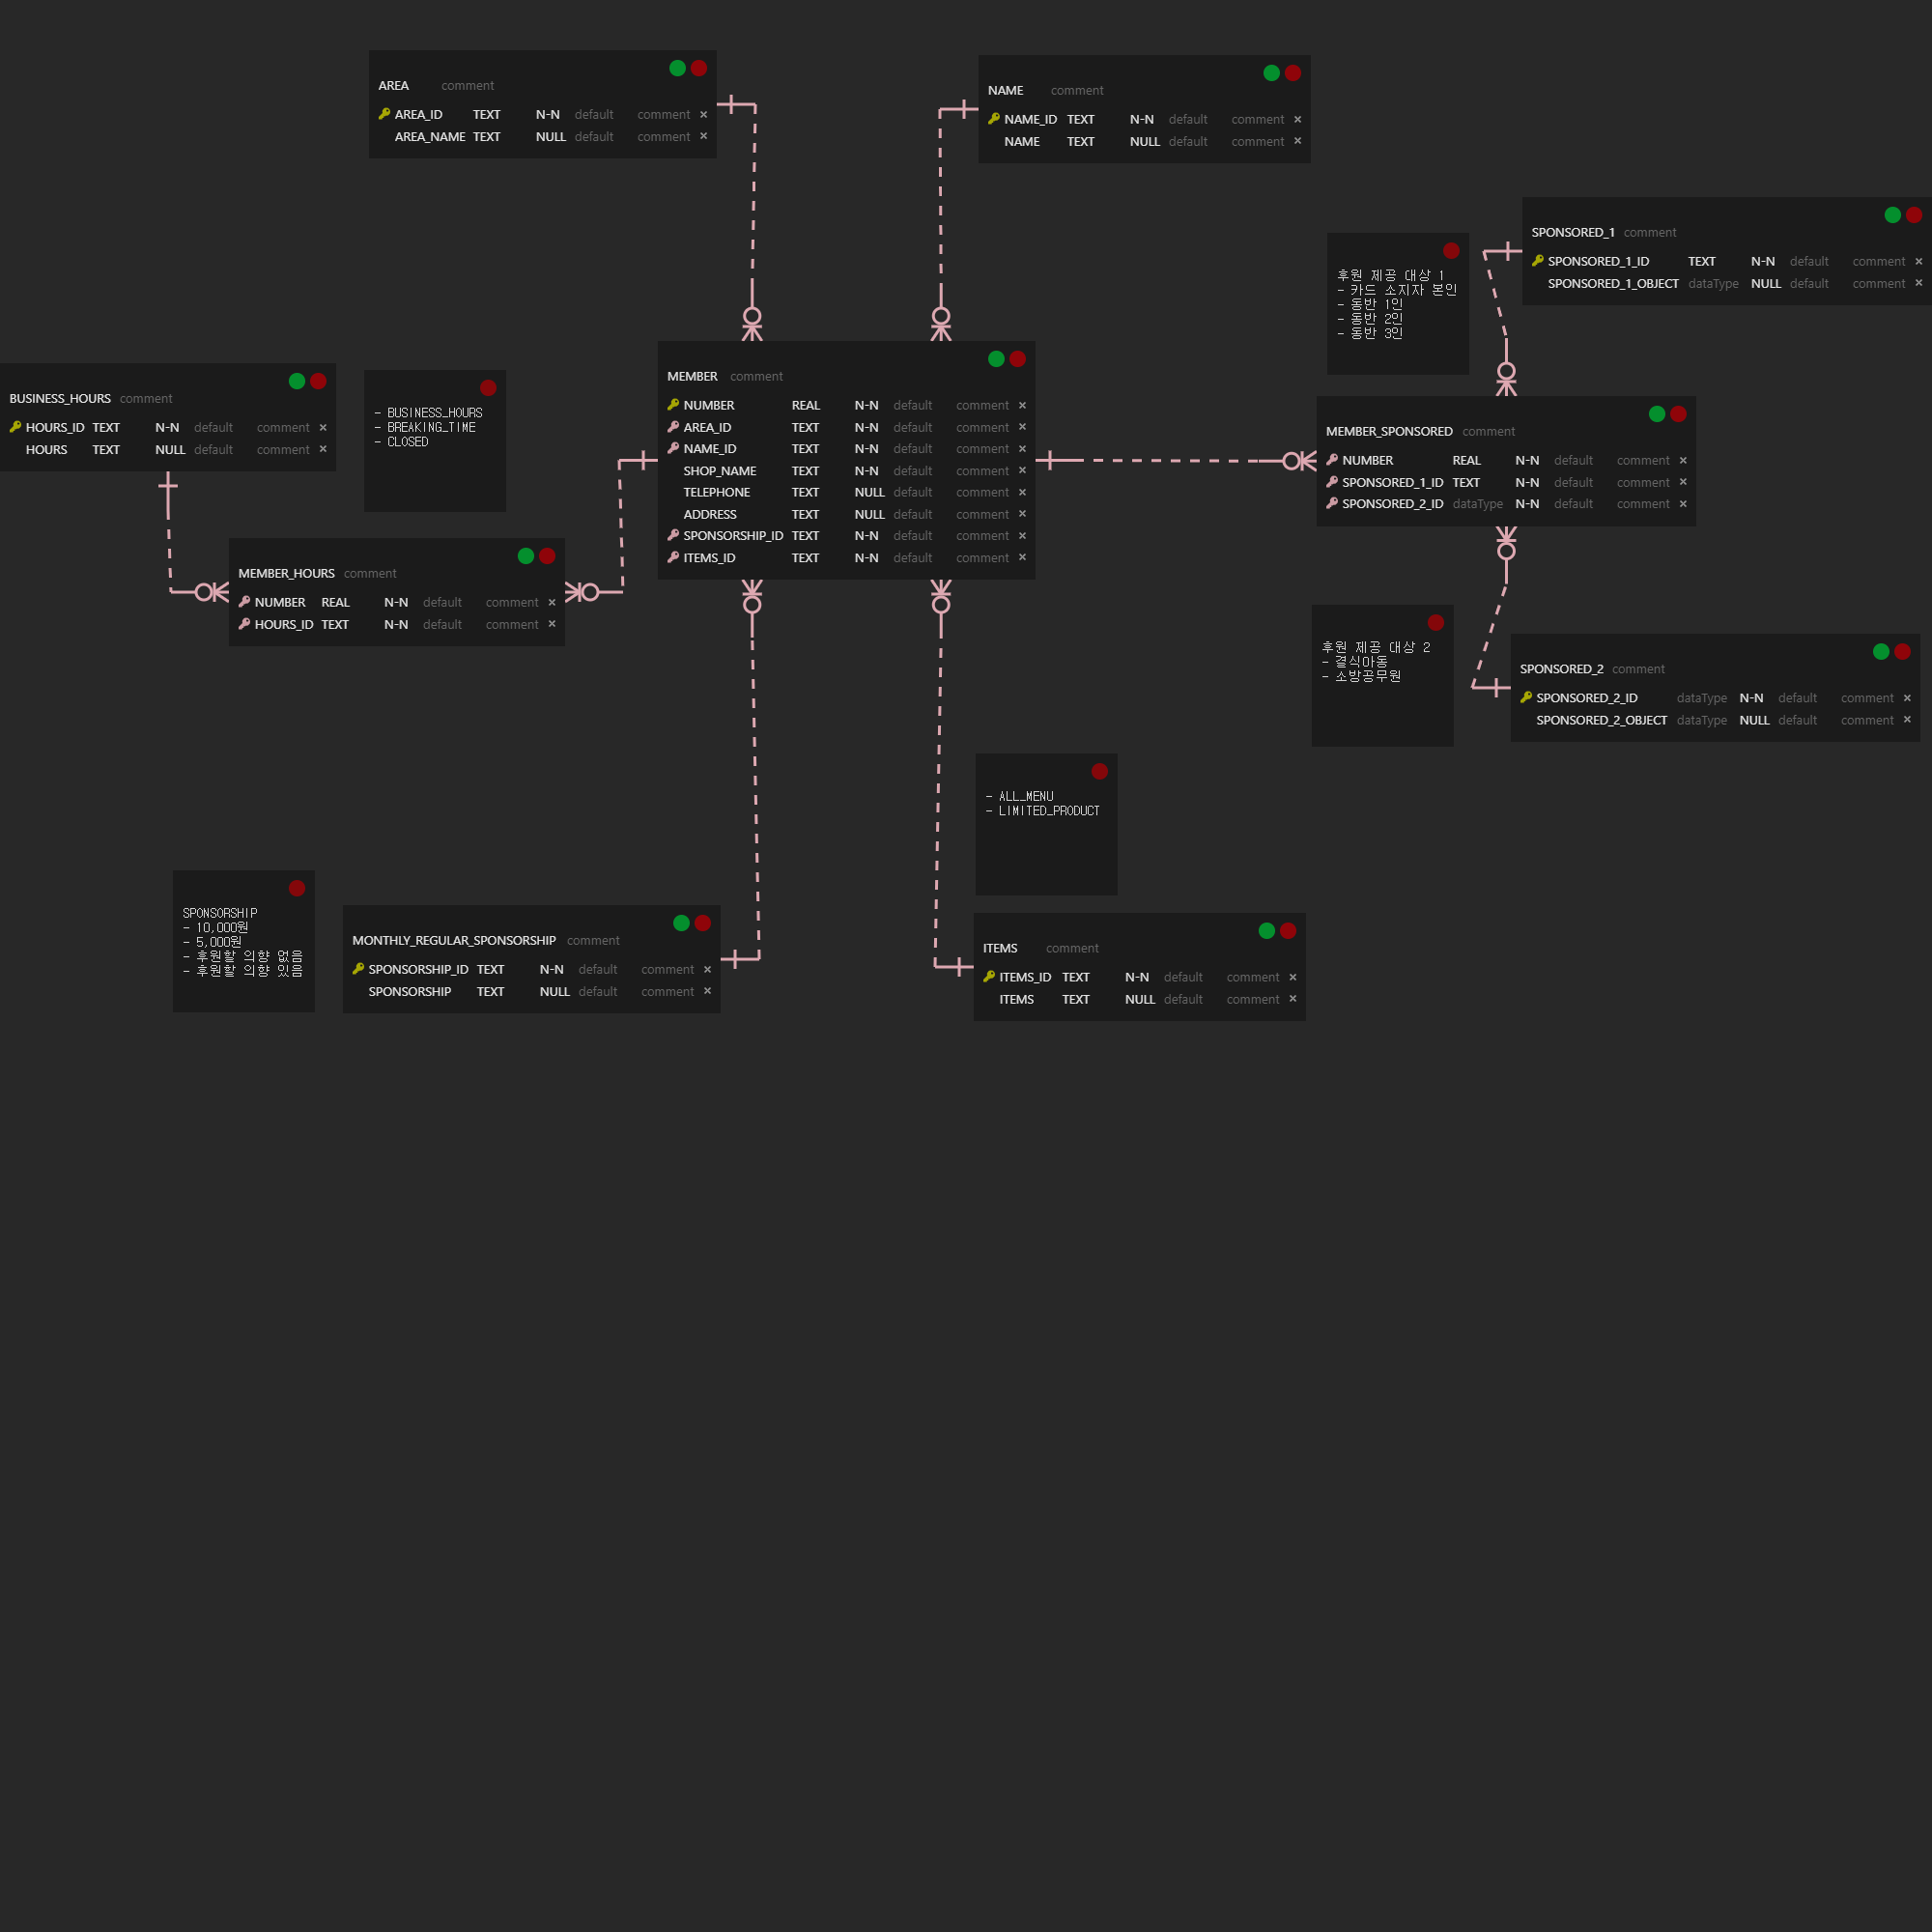 AREA comment
AREA_ID TEXT N-N default comment ×
AREA_NAME TEXT NULL default comment ×
NAME comment
NAME_ID TEXT N-N default comment ×
NAME TEXT NULL default comment ×
SPONSORED_1 comment
SPONSORED_1_ID TEXT N-N default comment ×
SPONSORED_1_OBJECT dataType NULL default comment ×
후원 제공 대상 1
- 카드 소지자 본인
- 동반 1인
- 동반 2인
- 동반 3인
BUSINESS_HOURS comment
HOURS_ID TEXT N-N default comment ×
HOURS TEXT NULL default comment ×
- BUSINESS_HOURS
- BREAKING_TIME
- CLOSED
MEMBER comment
NUMBER REAL N-N default comment ×
AREA_ID TEXT N-N default comment ×
NAME_ID TEXT N-N default comment ×
SHOP_NAME TEXT N-N default comment ×
TELEPHONE TEXT NULL default comment ×
ADDRESS TEXT NULL default comment ×
SPONSORSHIP_ID TEXT N-N default comment ×
ITEMS_ID TEXT N-N default comment ×
MEMBER_SPONSORED comment
NUMBER REAL N-N default comment ×
SPONSORED_1_ID TEXT N-N default comment ×
SPONSORED_2_ID dataType N-N default comment ×
MEMBER_HOURS comment
NUMBER REAL N-N default comment ×
HOURS_ID TEXT N-N default comment ×
후원 제공 대상 2
- 결식아동
- 소방공무원
SPONSORED_2 comment
SPONSORED_2_ID dataType N-N default comment ×
SPONSORED_2_OBJECT dataType NULL default comment ×
- ALL_MENU
- LIMITED_PRODUCT
SPONSORSHIP
- 10,000원
- 5,000원
- 후원할 의향 없음
- 후원할 의향 있음
MONTHLY_REGULAR_SPONSORSHIP comment
SPONSORSHIP_ID TEXT N-N default comment ×
SPONSORSHIP TEXT NULL default comment ×
ITEMS comment
ITEMS_ID TEXT N-N default comment ×
ITEMS TEXT NULL default comment ×